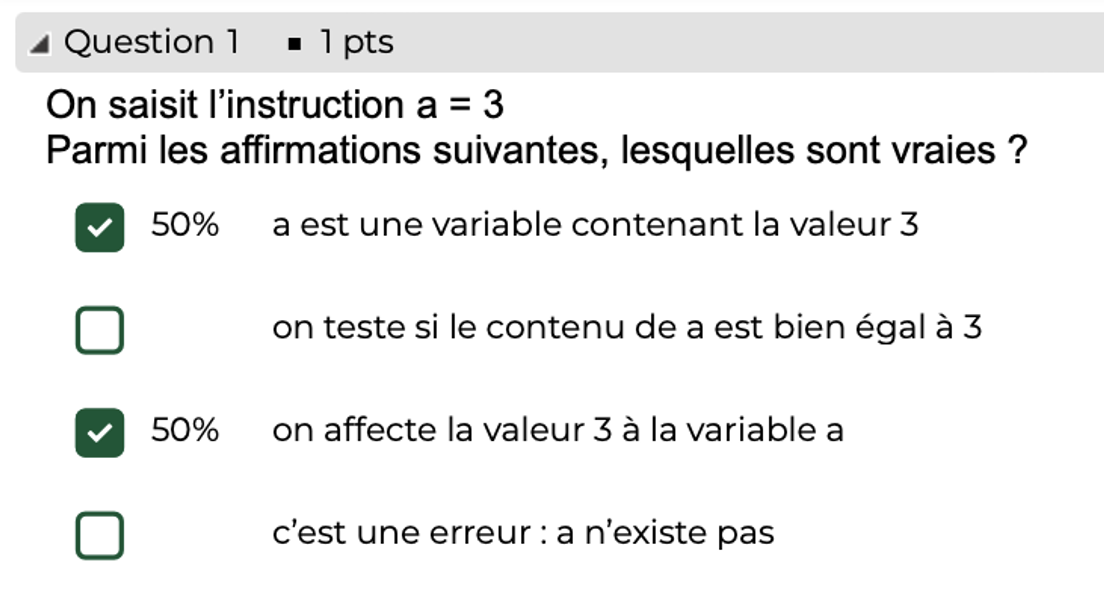 Question 1 ▪ 1 pts
On saisit l’instruction a = 3
Parmi les affirmations suivantes, lesquelles sont vraies ?
50% a est une variable contenant la valeur 3
on teste si le contenu de a est bien égal à 3
50% on affecte la valeur 3 à la variable a
c’est une erreur : a n’existe pas